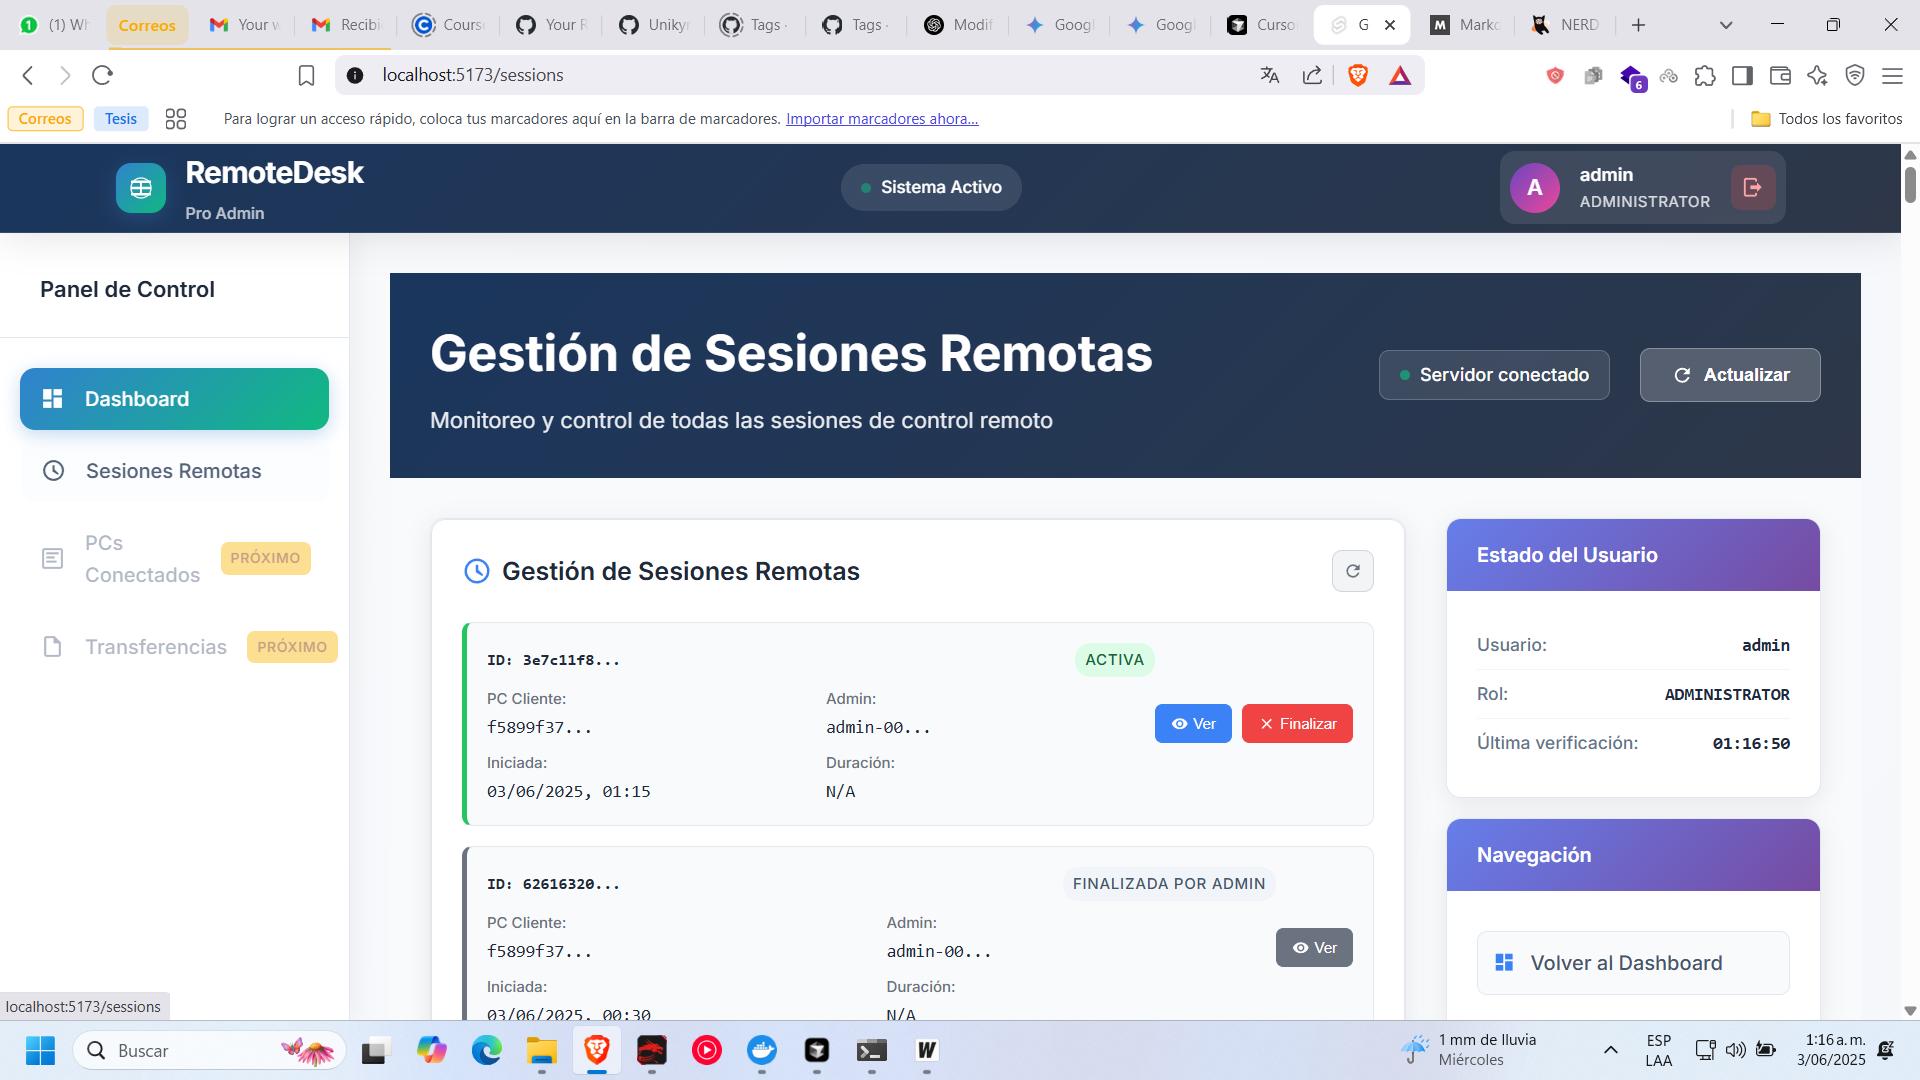 (1) Wh
Correos
Your w
Recibi
Cours
Your R
Unikyr
Tags ·
Tags ·
Modif
Googl
Googl
Curso
G
Marko
NERD
localhost:5173/sessions
6
Correos
Tesis
Para lograr un acceso rápido, coloca tus marcadores aquí en la barra de marcadores. Importar marcadores ahora...
Todos los favoritos
RemoteDesk
Pro Admin
Sistema Activo
A
admin
ADMINISTRATOR
Panel de Control
Dashboard
Sesiones Remotas
PCs
Conectados
PRÓXIMO
Transferencias
PRÓXIMO
Gestión de Sesiones Remotas
Monitoreo y control de todas las sesiones de control remoto
Servidor conectado
Actualizar
Gestión de Sesiones Remotas
ID: 3e7c11f8...
ACTIVA
PC Cliente:
f5899f37...
Admin:
admin-00...
Iniciada:
03/06/2025, 01:15
Duración:
N/A
Ver
Finalizar
ID: 62616320...
FINALIZADA POR ADMIN
PC Cliente:
f5899f37...
Admin:
admin-00...
Iniciada:
03/06/2025, 00:30
Duración:
N/A
Ver
Estado del Usuario
Usuario:
admin
Rol:
ADMINISTRATOR
Última verificación:
01:16:50
Navegación
Volver al Dashboard
localhost:5173/sessions
Buscar
1 mm de lluvia
Miércoles
ESP
LAA
1:16 a. m.
3/06/2025